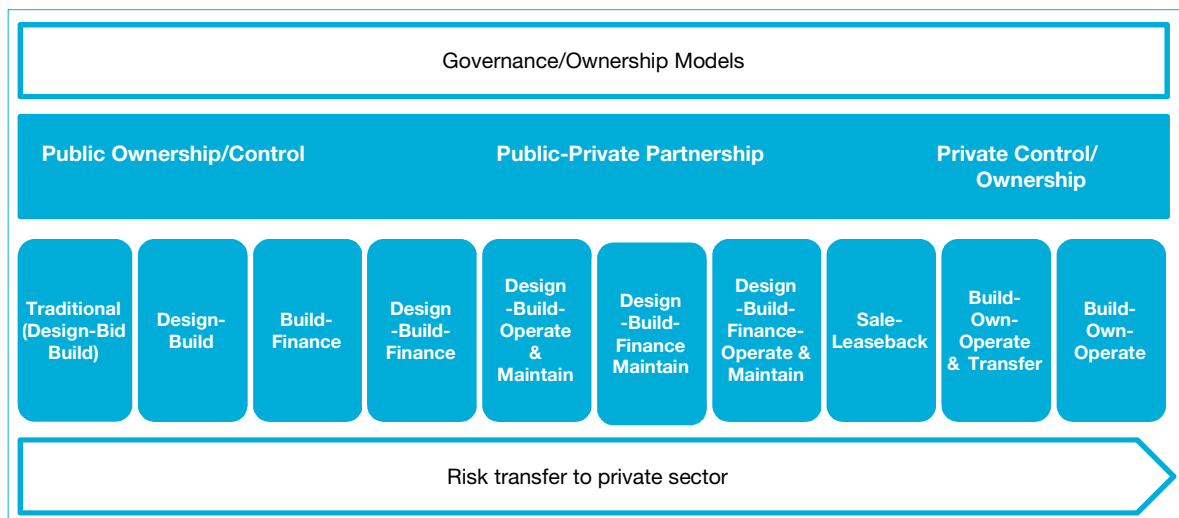 Governance/Ownership Models
Public Ownership/Control
Public-Private Partnership
Private Control/
Ownership
Traditional
(Design-Bid
Build)
Design-
Build
Build-
Finance
Design
-Build-
Finance
Design
-Build-
Operate
&
Maintain
Design
-Build-
Finance
Maintain
Design
-Build-
Finance-
Operate &
Maintain
Sale-
Leaseback
Build-
Own-
Operate
& Transfer
Build-
Own-
Operate
Risk transfer to private sector